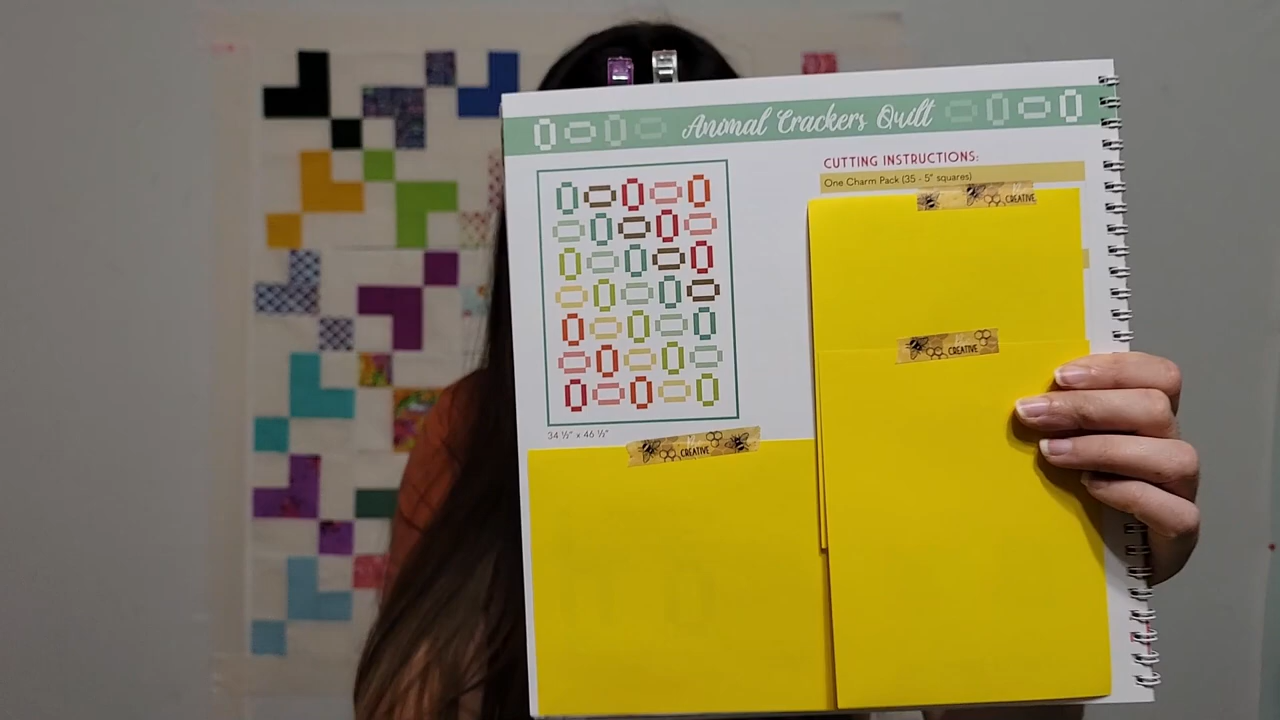 Animal Crackers Quilt
CUTTING INSTRUCTIONS:
One Charm Pack (35 - 5" squares)
CREATIVE
CREATIVE
34 ½" x 46 ½"
CREATIVE